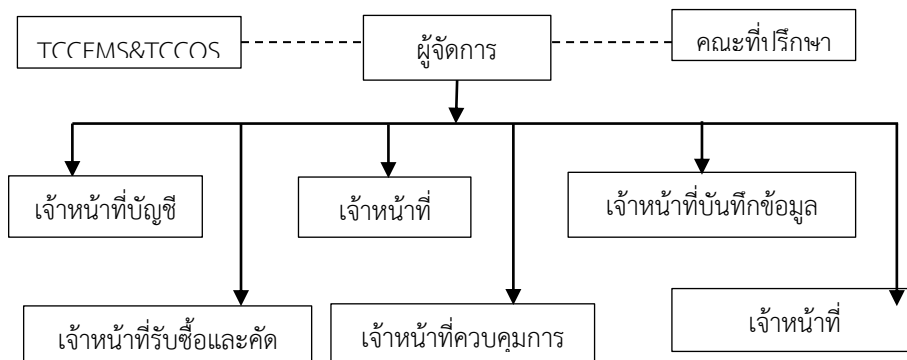 TCCFMS&TCCOS
ผู้จัดการ
คณะที่ปรึกษา
เจ้าหน้าที่บัญชี
เจ้าหน้าที่
เจ้าหน้าที่บันทึกข้อมูล
เจ้าหน้าที่รับซื้อและคัด
เจ้าหน้าที่ควบคุมการ
เจ้าหน้าที่